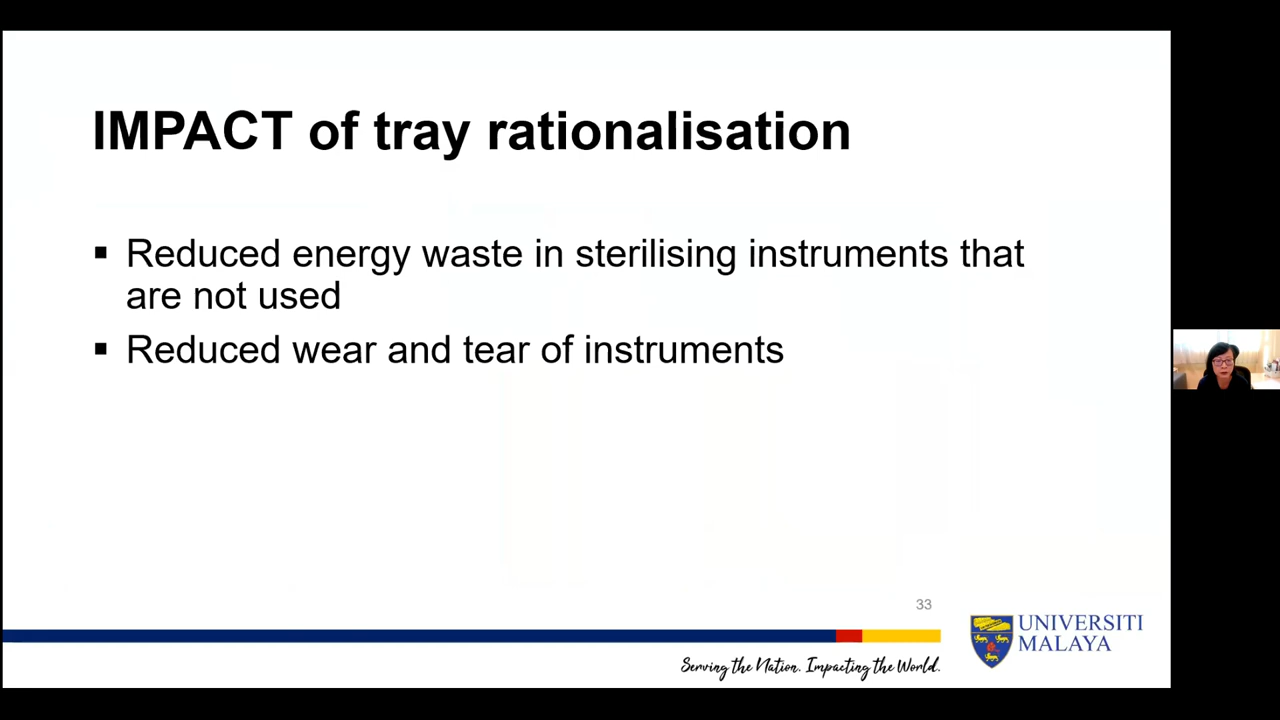 IMPACT of tray rationalisation
▪ Reduced energy waste in sterilising instruments that
are not used
▪ Reduced wear and tear of instruments
33
UNIVERSITI
MALAYA
Serving the Nation. Impacting the World.